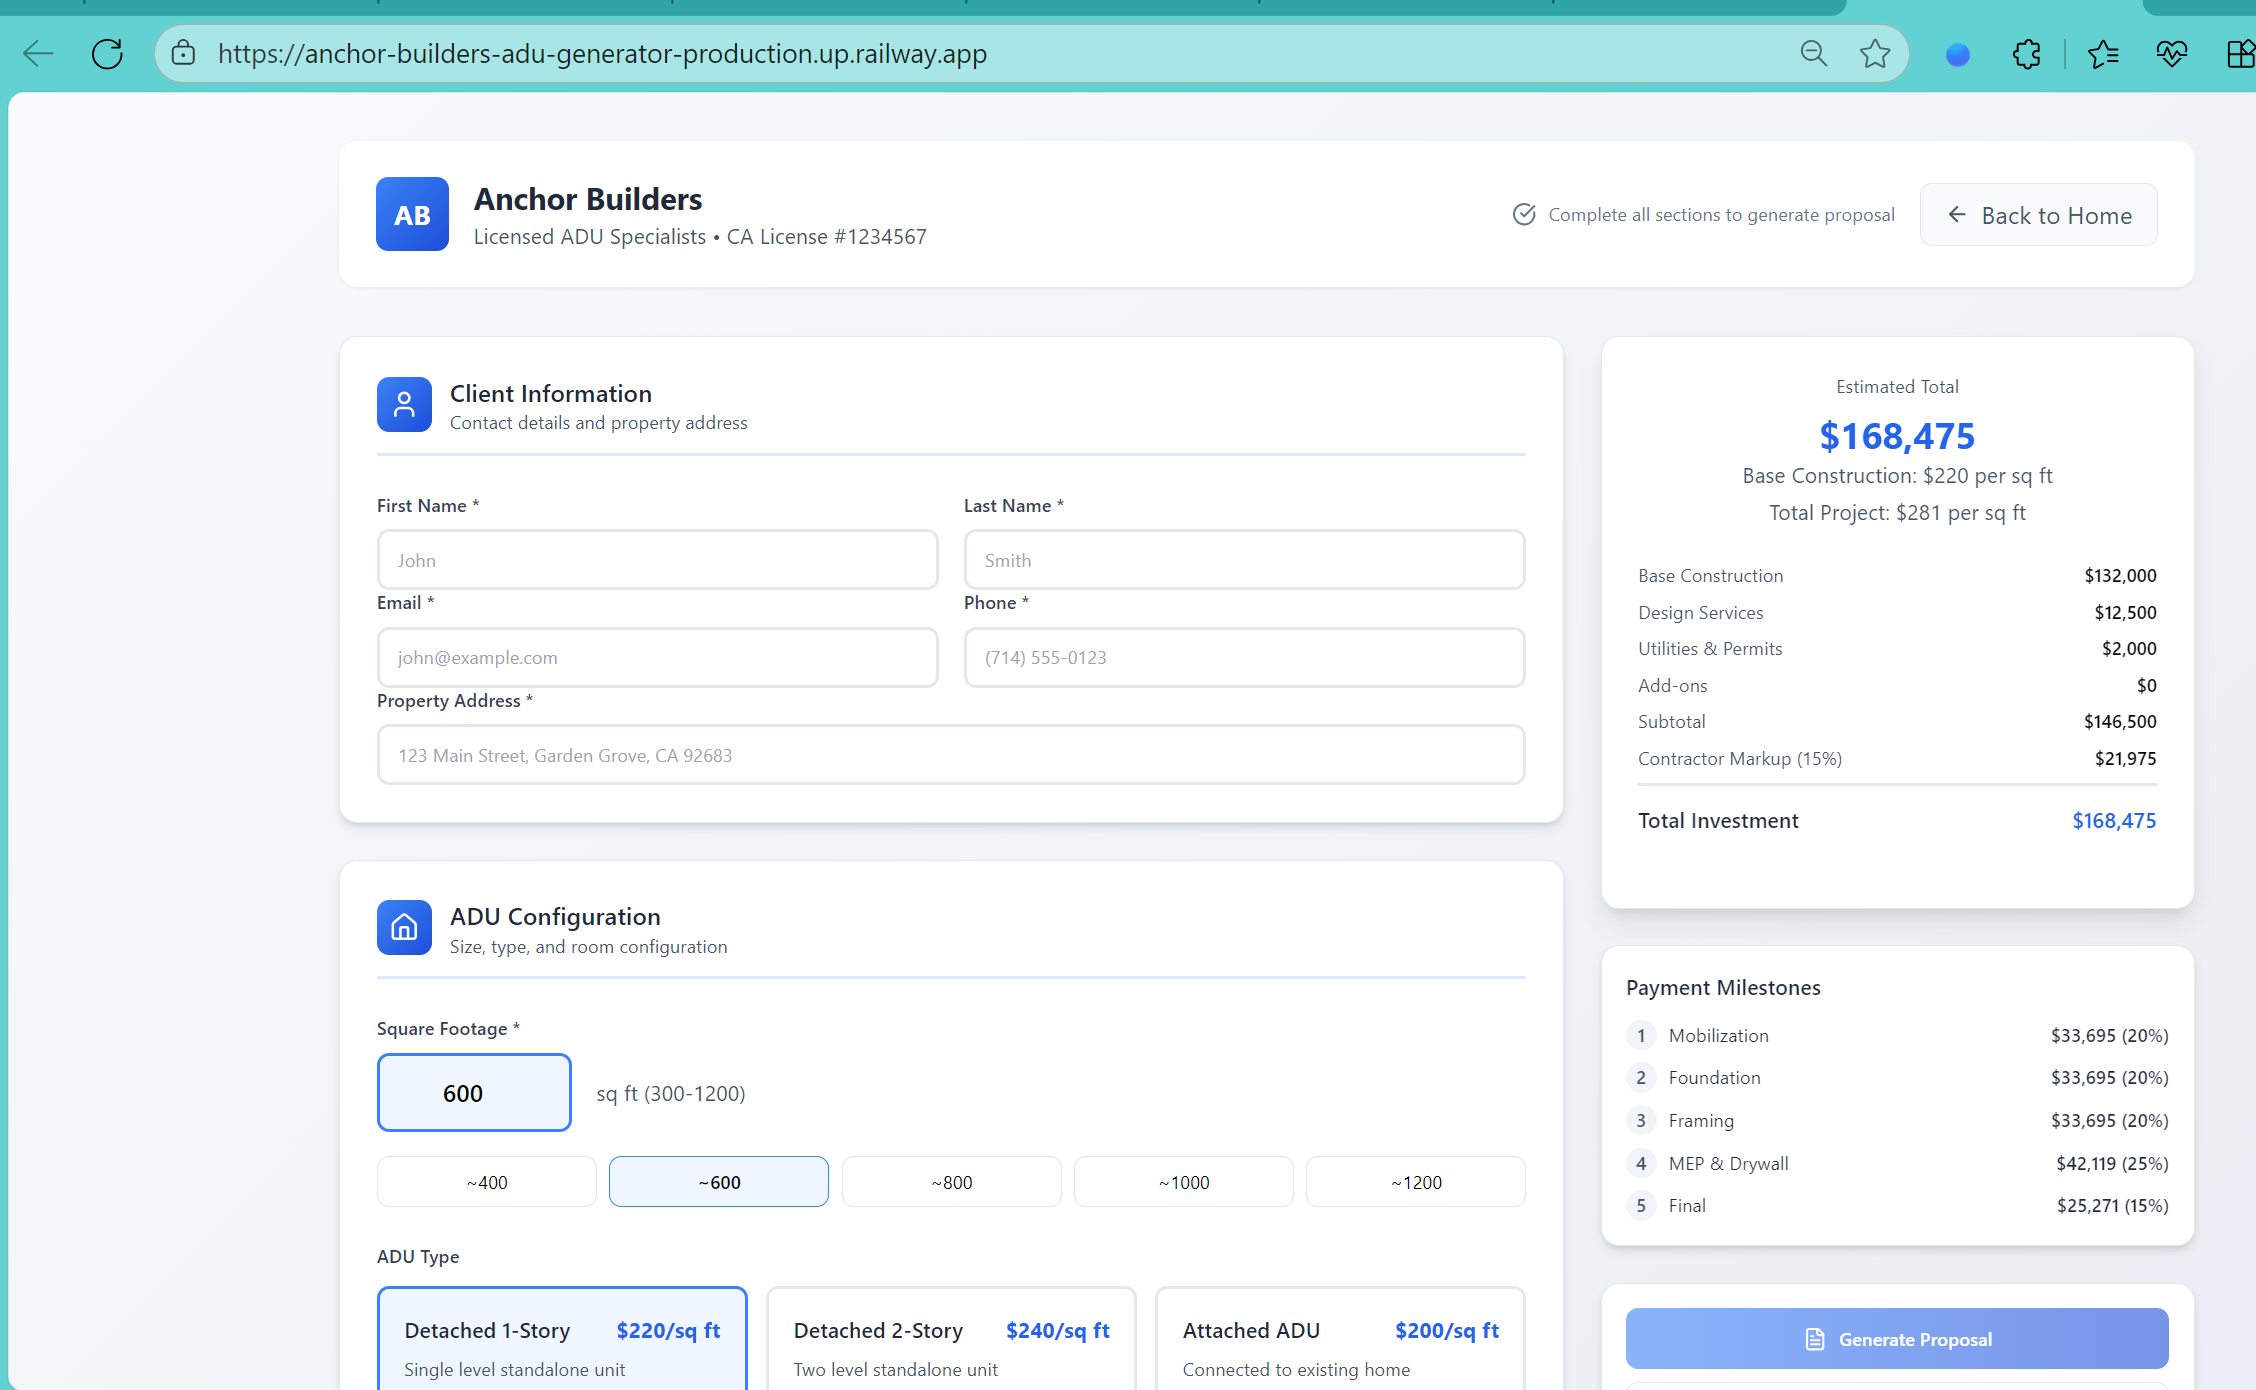 https://anchor-builders-adu-generator-production.up.railway.app
AB
Anchor Builders
Licensed ADU Specialists • CA License #1234567
Complete all sections to generate proposal
Back to Home
Client Information
Contact details and property address
First Name *
Last Name *
John
Smith
Email *
Phone *
john@example.com
(714) 555-0123
Property Address *
123 Main Street, Garden Grove, CA 92683
ADU Configuration
Size, type, and room configuration
Square Footage *
600
sq ft (300-1200)
~400
~600
~800
~1000
~1200
ADU Type
Detached 1-Story $220/sq ft
Single level standalone unit
Detached 2-Story $240/sq ft
Two level standalone unit
Attached ADU $200/sq ft
Connected to existing home
Estimated Total
$168,475
Base Construction: $220 per sq ft
Total Project: $281 per sq ft
Base Construction $132,000
Design Services $12,500
Utilities & Permits $2,000
Add-ons $0
Subtotal $146,500
Contractor Markup (15%) $21,975
Total Investment $168,475
Payment Milestones
1 Mobilization $33,695 (20%)
2 Foundation $33,695 (20%)
3 Framing $33,695 (20%)
4 MEP & Drywall $42,119 (25%)
5 Final $25,271 (15%)
Generate Proposal